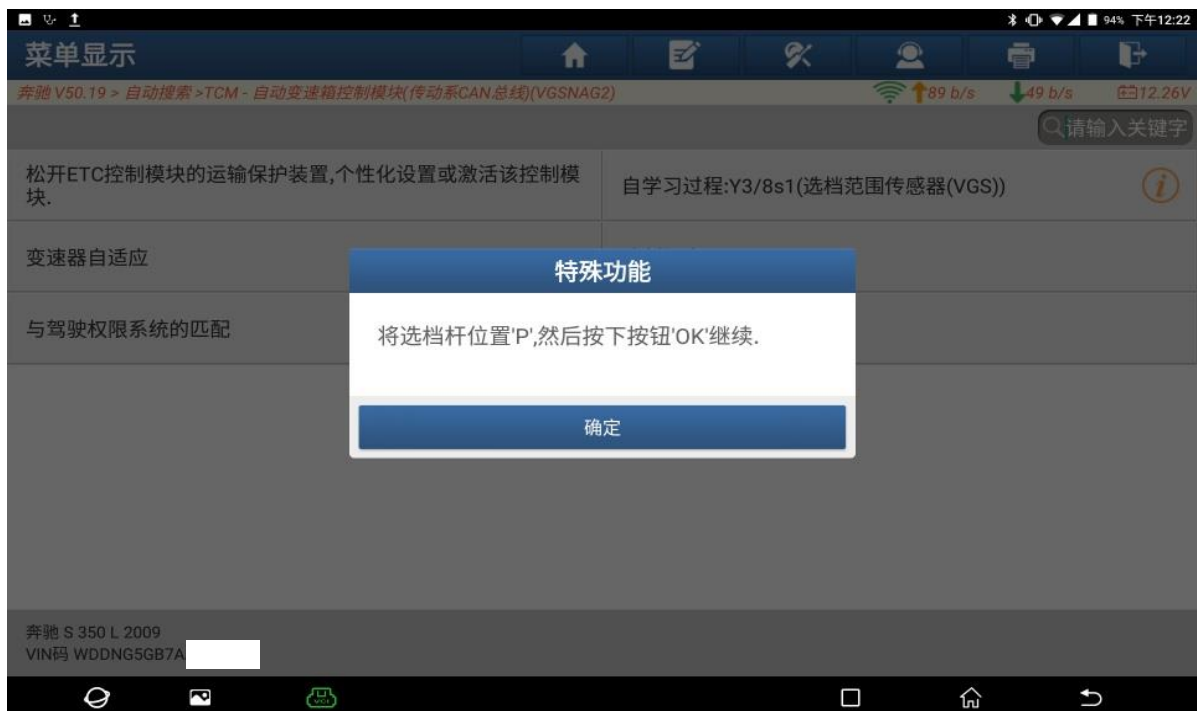 94% 下午12:22
菜单显示
奔驰 V50.19 > 自动搜索 >TCM - 自动变速箱控制模块(传动系CAN总线)(VGSNAG2)
89 b/s
49 b/s
12.26V
请输入关键字
松开ETC控制模块的运输保护装置,个性化设置或激活该控制模
块.
自学习过程:Y3/8s1(选档范围传感器(VGS))
变速器自适应
特殊功能
与驾驶权限系统的匹配
将选档杆位置'P',然后按下按钮'OK'继续.
确定
奔驰 S 350 L 2009
VIN码 WDDNG5GB7A
VCI